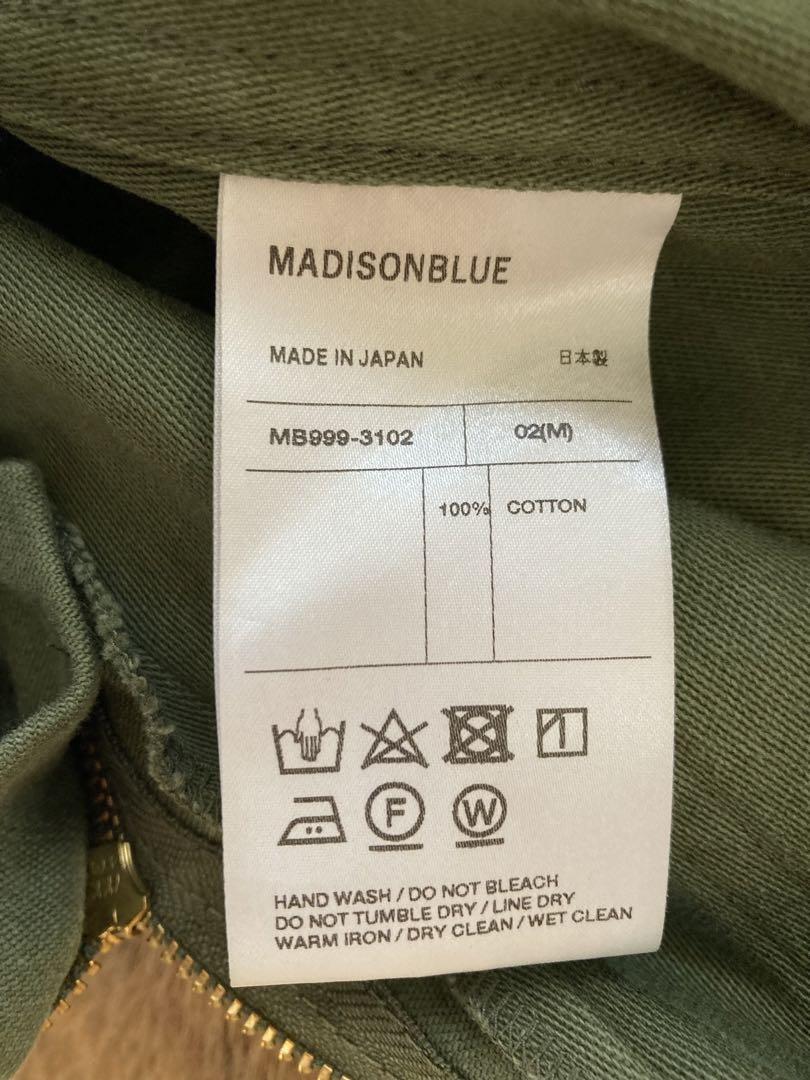 MADISONBLUE
MADE IN JAPAN 日本製
MB999-3102 02(M)
100% COTTON
F W
HAND WASH / DO NOT BLEACH
DO NOT TUMBLE DRY / LINE DRY
WARM IRON / DRY CLEAN / WET CLEAN